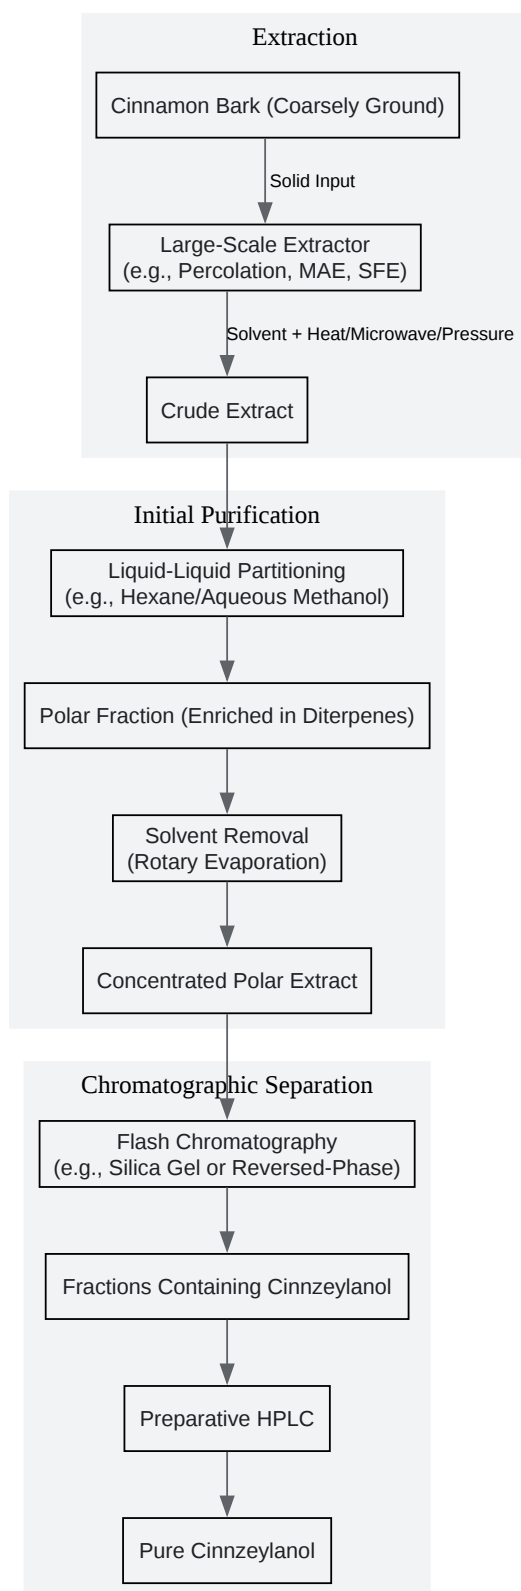 Extraction
Cinnamon Bark (Coarsely Ground)
Solid Input
Large-Scale Extractor
(e.g., Percolation, MAE, SFE)
Solvent + Heat/Microwave/Pressure
Crude Extract
Initial Purification
Liquid-Liquid Partitioning
(e.g., Hexane/Aqueous Methanol)
Polar Fraction (Enriched in Diterpenes)
Solvent Removal
(Rotary Evaporation)
Concentrated Polar Extract
Chromatographic Separation
Flash Chromatography
(e.g., Silica Gel or Reversed-Phase)
Fractions Containing Cinnzeylanol
Preparative HPLC
Pure Cinnzeylanol